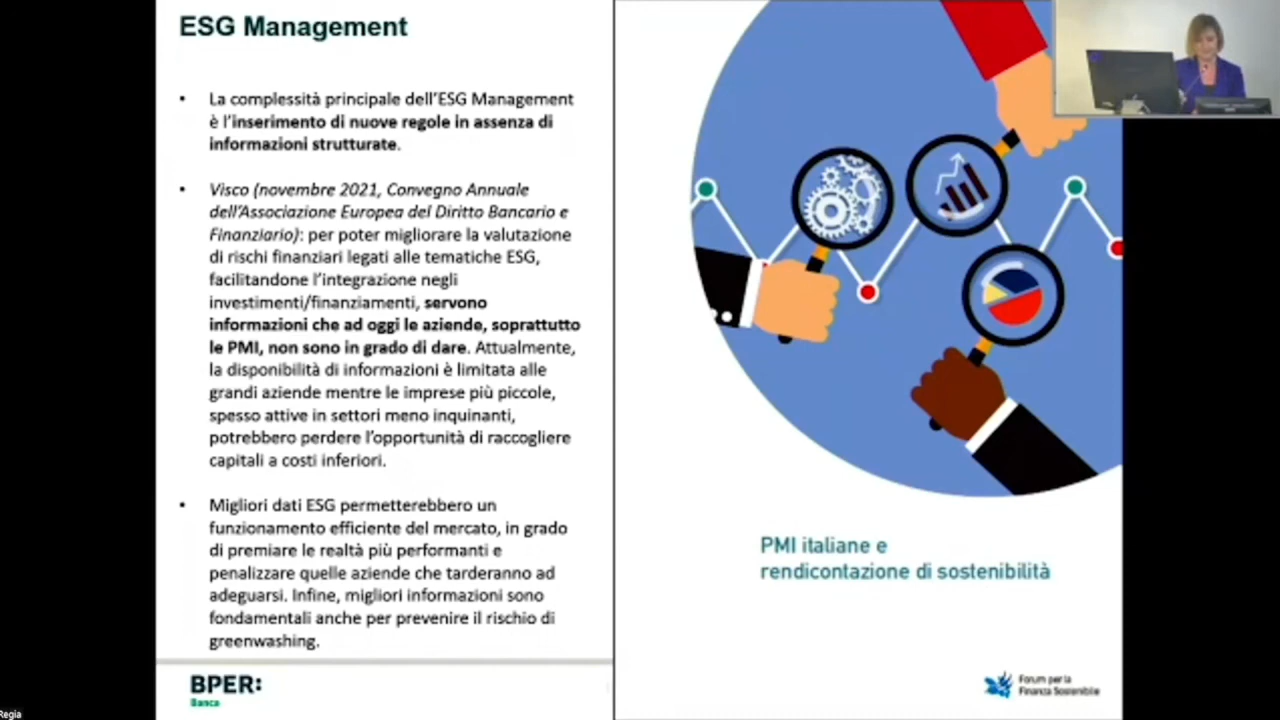 ESG Management
• La complessità principale dell'ESG Management
è l'inserimento di nuove regole in assenza di
informazioni strutturate.
• Visco (novembre 2021, Convegno Annuale
dell'Associazione Europea del Diritto Bancario e
Finanziario): per poter migliorare la valutazione
di rischi finanziari legati alle tematiche ESG,
facilitandone l'integrazione negli
investimenti/finanziamenti, servono
informazioni che ad oggi le aziende, soprattutto
le PMI, non sono in grado di dare. Attualmente,
la disponibilità di informazioni è limitata alle
grandi aziende mentre le imprese più piccole,
spesso attive in settori meno inquinanti,
potrebbero perdere l'opportunità di raccogliere
capitali a costi inferiori.
• Migliori dati ESG permetterebbero un
funzionamento efficiente del mercato, in grado
di premiare le realtà più performanti e
penalizzare quelle aziende che tarderanno ad
adeguarsi. Infine, migliori informazioni sono
fondamentali anche per prevenire il rischio di
greenwashing.
BPER:
Banca
PMI italiane e
rendicontazione di sostenibilità
Forum per la
Finanza Sostenibile
Regia